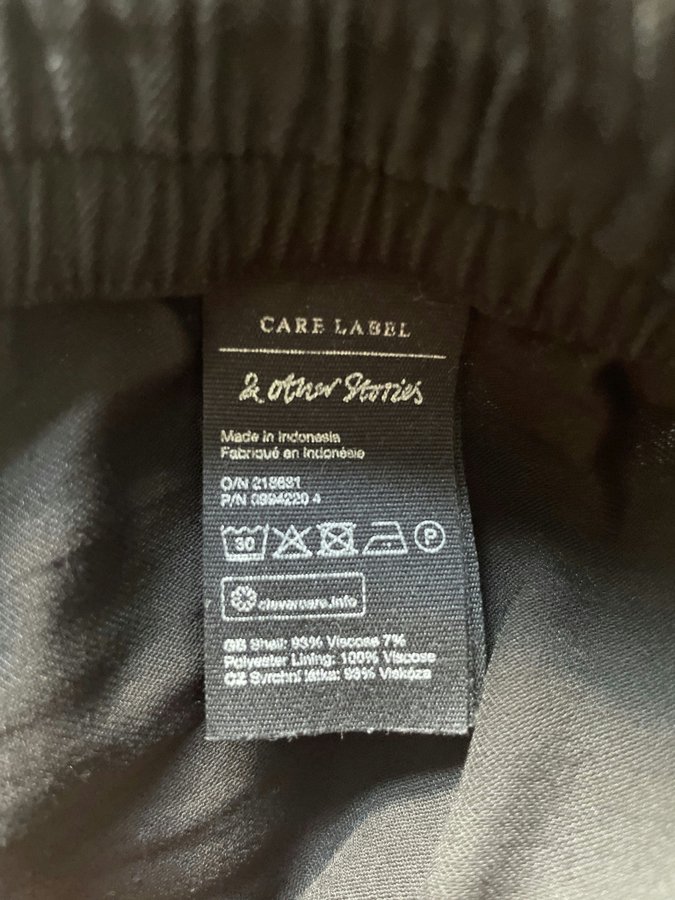 CARE LABEL
& Other Stories
Made in Indonesia
Fabriqué en Indonésie
O/N 218631
P/N 0994220 4
30
P
clevercare.info
GB Shell: 93% Viscose 7%
Polyester Lining: 100% Viscose
CZ Svrchní látka: 93% Viskóza